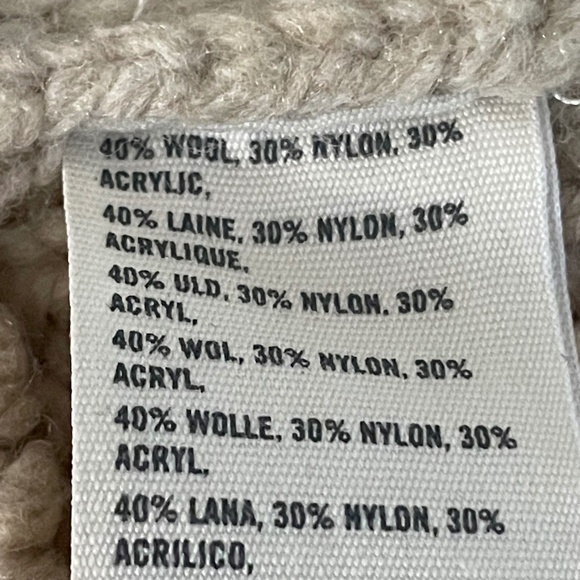 40% WOOL, 30% NYLON, 30%
ACRYLIC,
40% LAINE, 30% NYLON, 30%
ACRYLIQUE,
40% ULD, 30% NYLON, 30%
ACRYL,
40% WOL, 30% NYLON, 30%
ACRYL,
40% WOLLE, 30% NYLON, 30%
ACRYL,
40% LANA, 30% NYLON, 30%
ACRILICO,